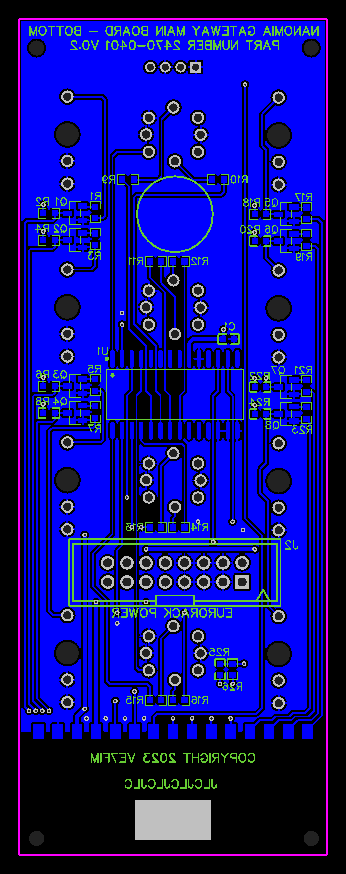 NANOMIA GATEWAY MAIN BOARD - BOTTOM
PART NUMBER 2470-0401 V0.2
R9
R10
R2
Q1
R1
R4
Q2
R3
R18
Q5
R17
R20
Q6
R19
R11
R12
C1
U1
R6
Q3
R5
R8
Q4
R7
R22
Q7
R21
R24
Q8
R23
R13
R14
J2
EURORACK POWER
R25
R26
R15
R16
COPYRIGHT 2023 VE7FIM
JLCJLCJLCJLC